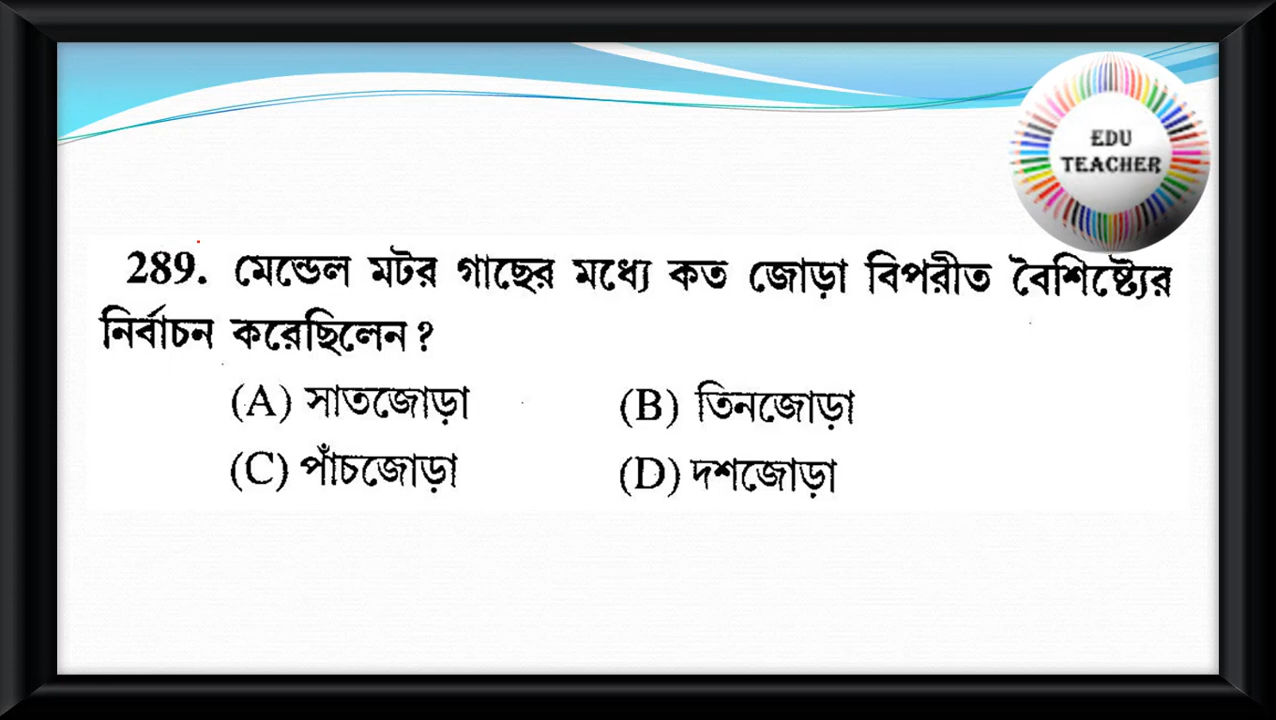 EDU
TEACHER
289. মেন্ডেল মটর গাছের মধ্যে কত জোড়া বিপরীত বৈশিষ্ট্যের
নির্বাচন করেছিলেন ?
(A) সাতজোড়া (B) তিনজোড়া
(C) পাঁচজোড়া (D) দশজোড়া